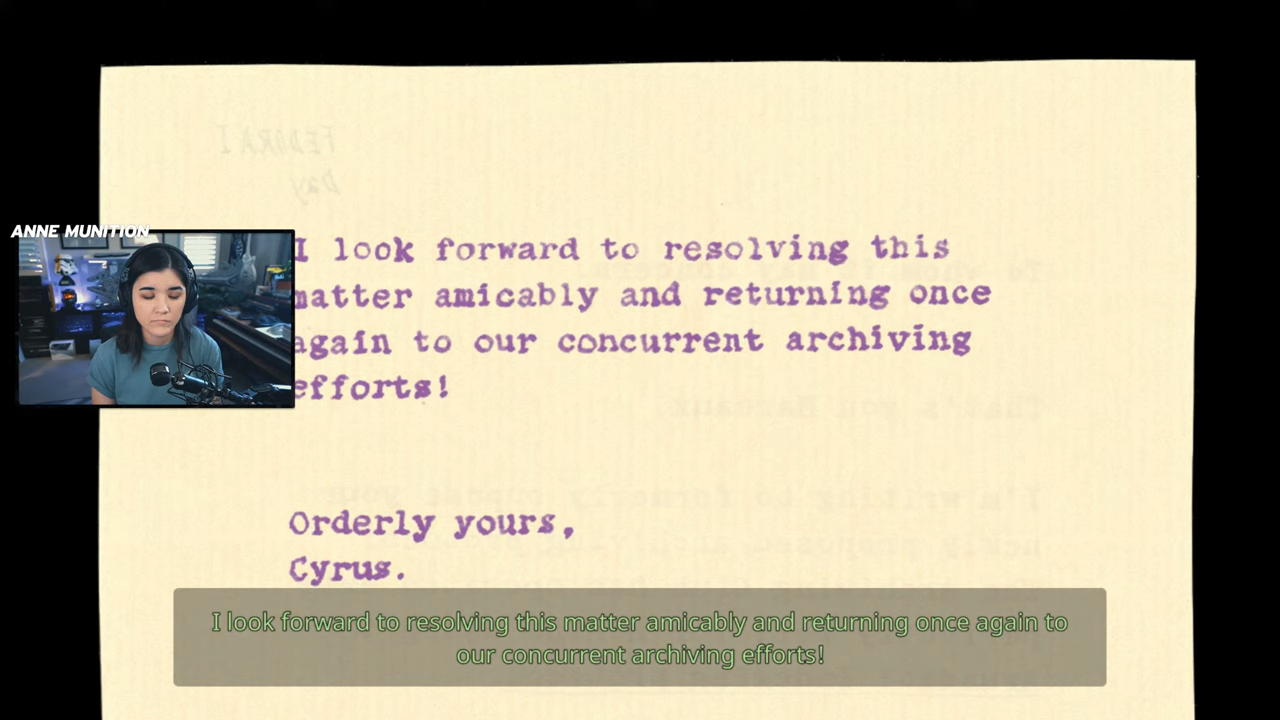 ANNE MUNITION
I look forward to resolving this
matter amicably and returning once
again to our concurrent archiving
efforts!
Orderly yours,
Cyrus.
I look forward to resolving this matter amicably and returning once again to
our concurrent archiving efforts!